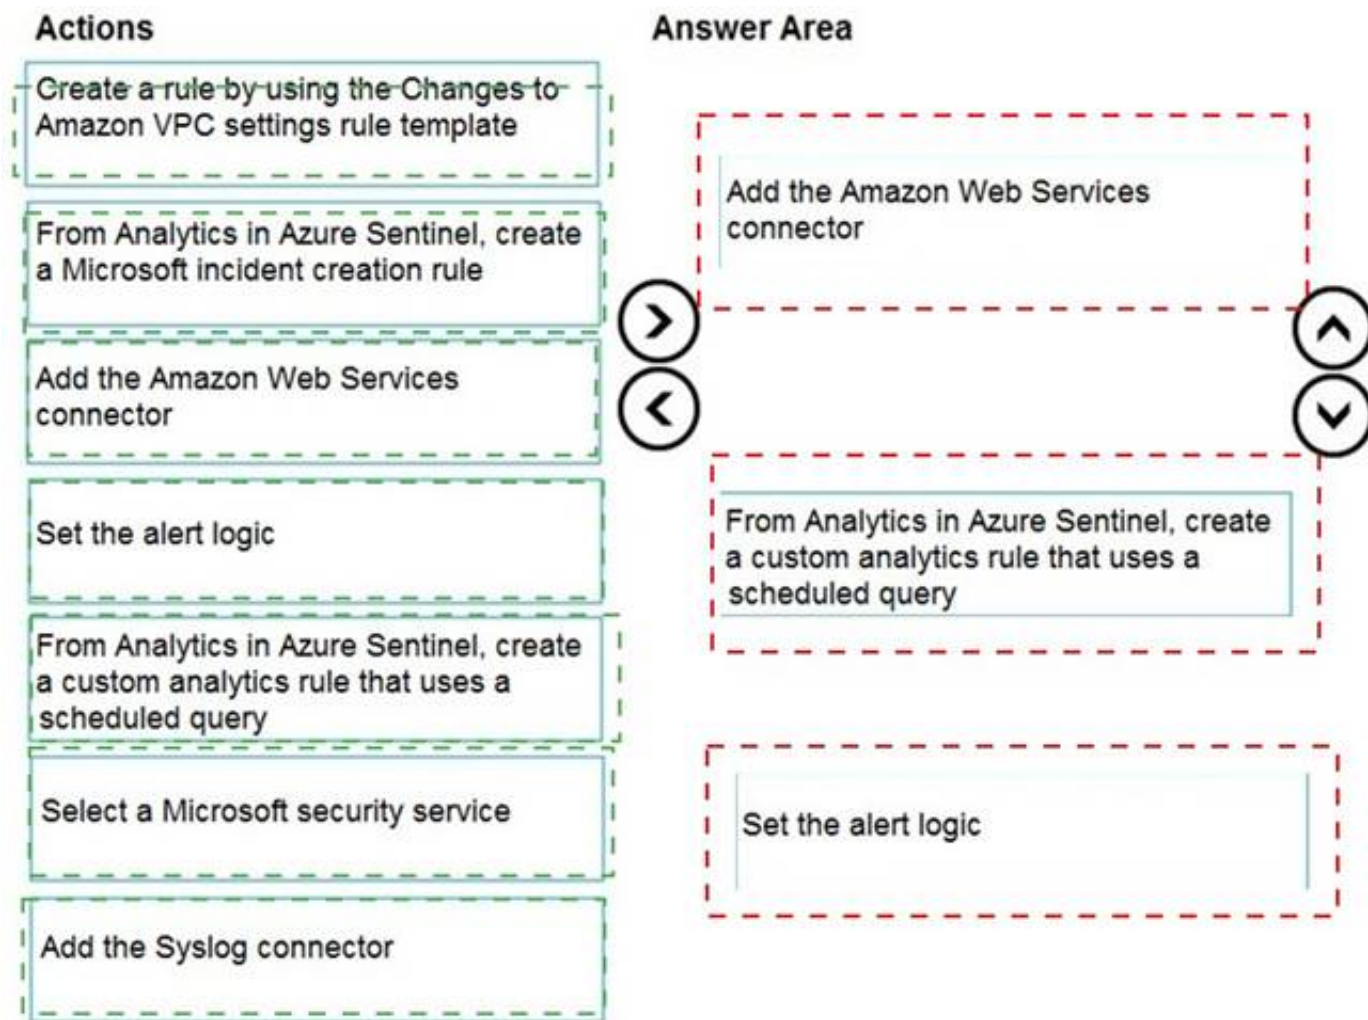 Actions
Answer Area
Create a rule by using the Changes to
Amazon VPC settings rule template
From Analytics in Azure Sentinel, create
a Microsoft incident creation rule
Add the Amazon Web Services
connector
Set the alert logic
From Analytics in Azure Sentinel, create
a custom analytics rule that uses a
scheduled query
Select a Microsoft security service
Add the Syslog connector
Add the Amazon Web Services
connector
From Analytics in Azure Sentinel, create
a custom analytics rule that uses a
scheduled query
Set the alert logic